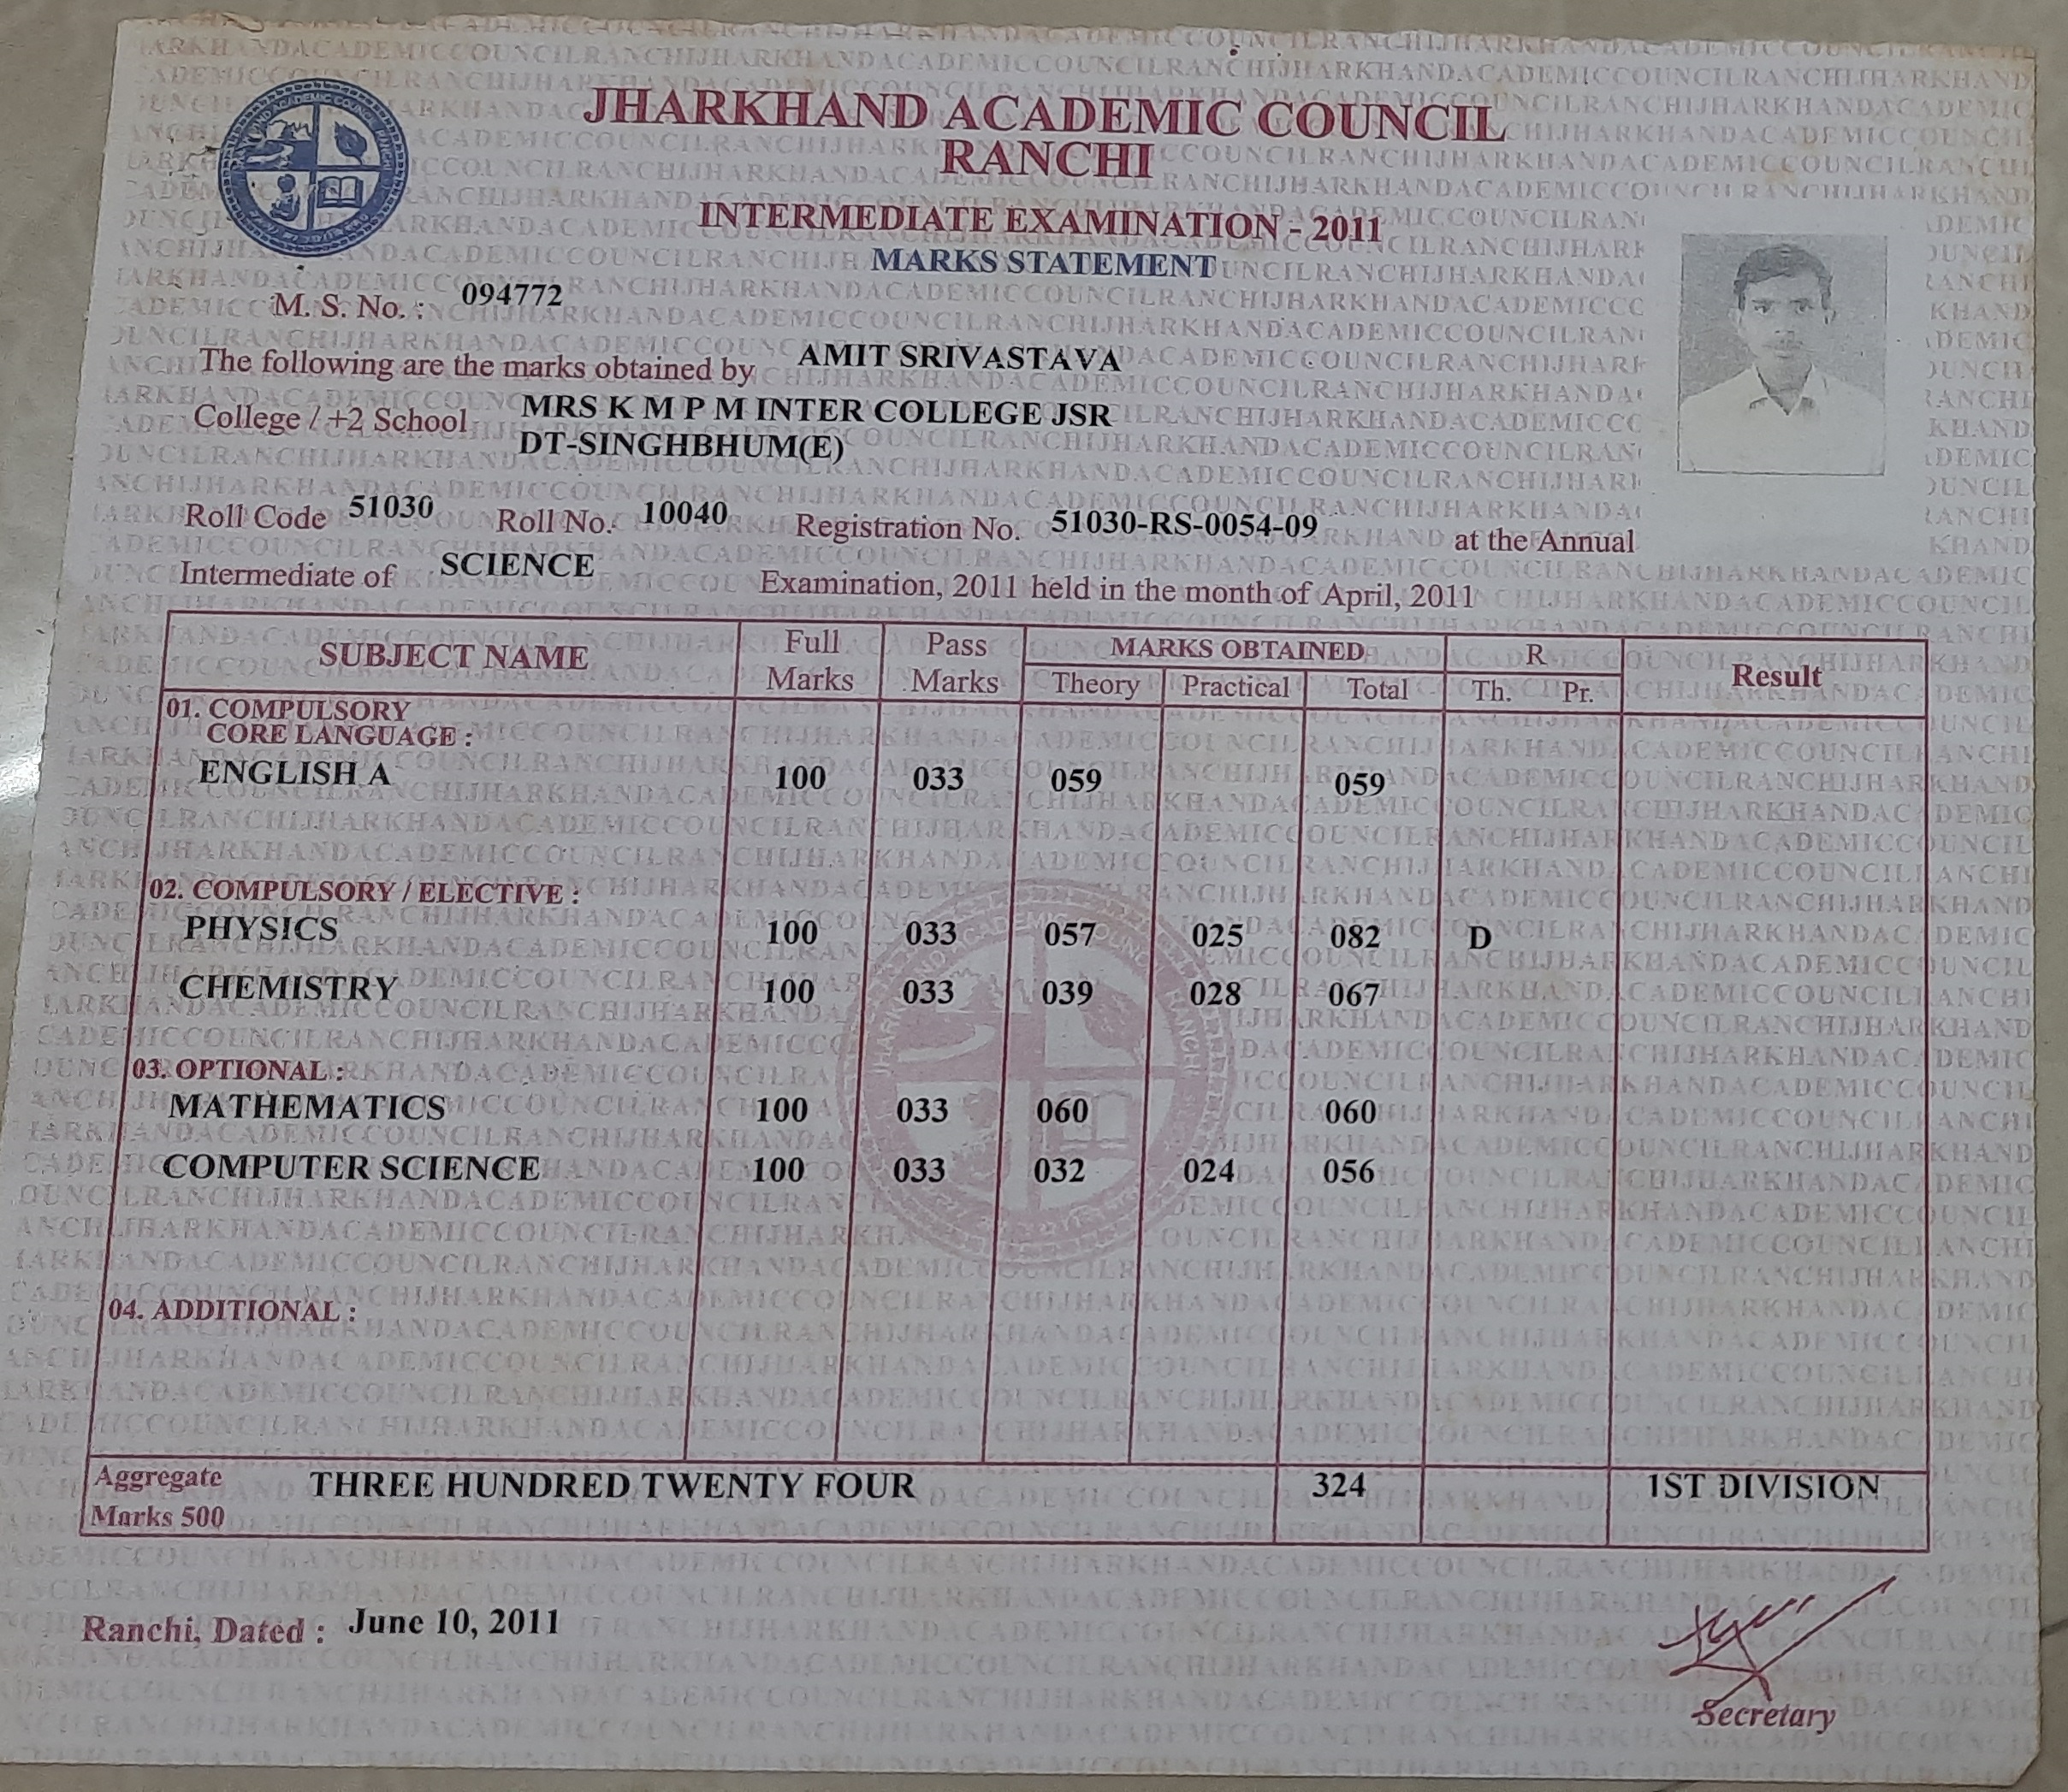 JHARKHAND ACADEMIC COUNCIL
RANCHI
INTERMEDIATE EXAMINATION - 2011
MARKS STATEMENT
M. S. No. : 094772
The following are the marks obtained by AMIT SRIVASTAVA
College / +2 School MRS K M P M INTER COLLEGE JSR
DT-SINGHBHUM(E)
Roll Code 51030 Roll No. 10040 Registration No. 51030-RS-0054-09 at the Annual
Intermediate of SCIENCE Examination, 2011 held in the month of April, 2011
SUBJECT NAME Full Marks Pass Marks MARKS OBTAINED R Result
Theory Practical Total Th. Pr.
01. COMPULSORY
CORE LANGUAGE :
ENGLISH A 100 033 059 059
02. COMPULSORY / ELECTIVE :
PHYSICS 100 033 057 025 082 D
CHEMISTRY 100 033 039 028 067
03. OPTIONAL :
MATHEMATICS 100 033 060 060
COMPUTER SCIENCE 100 033 032 024 056
04. ADDITIONAL :
Aggregate Marks 500 THREE HUNDRED TWENTY FOUR 324 1ST DIVISION
Ranchi, Dated : June 10, 2011
Secretary